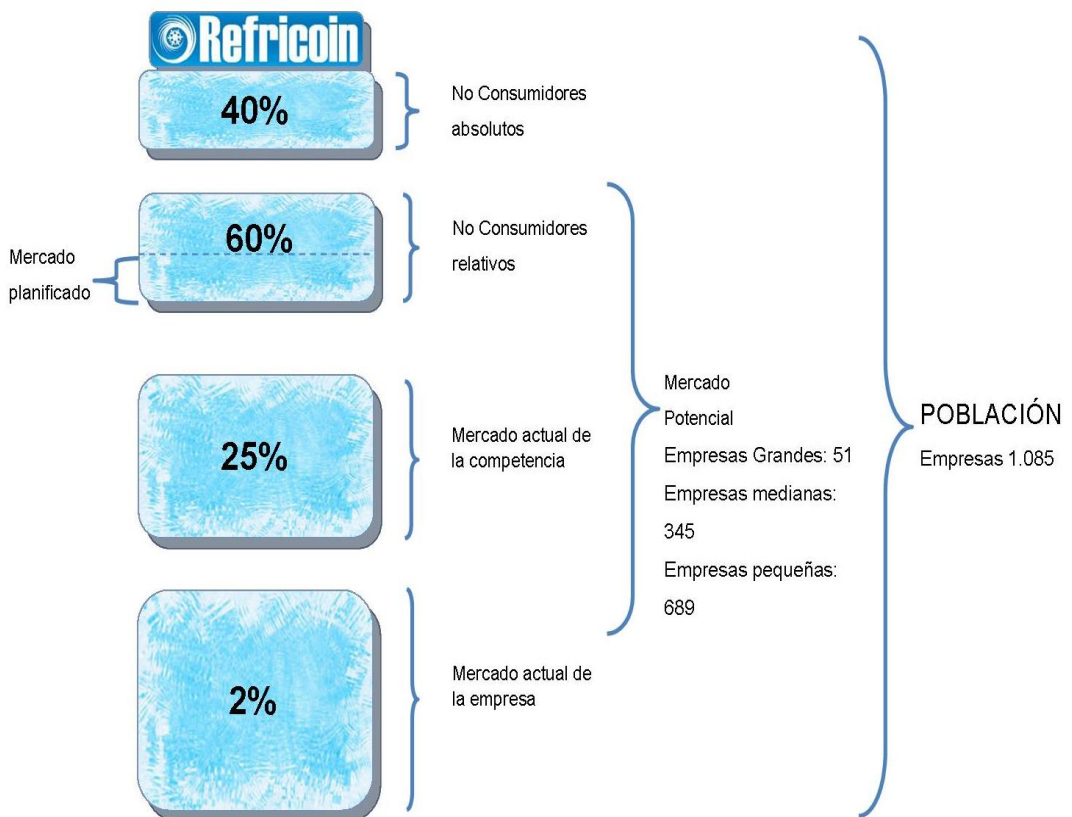 Refricoin
40%
No Consumidores
absolutos
60%
No Consumidores
relativos
Mercado
planificado
25%
Mercado actual de
la competencia
Mercado
Potencial
Empresas Grandes: 51
Empresas medianas:
345
Empresas pequeñas:
689
POBLACIÓN
Empresas 1.085
2%
Mercado actual de
la empresa